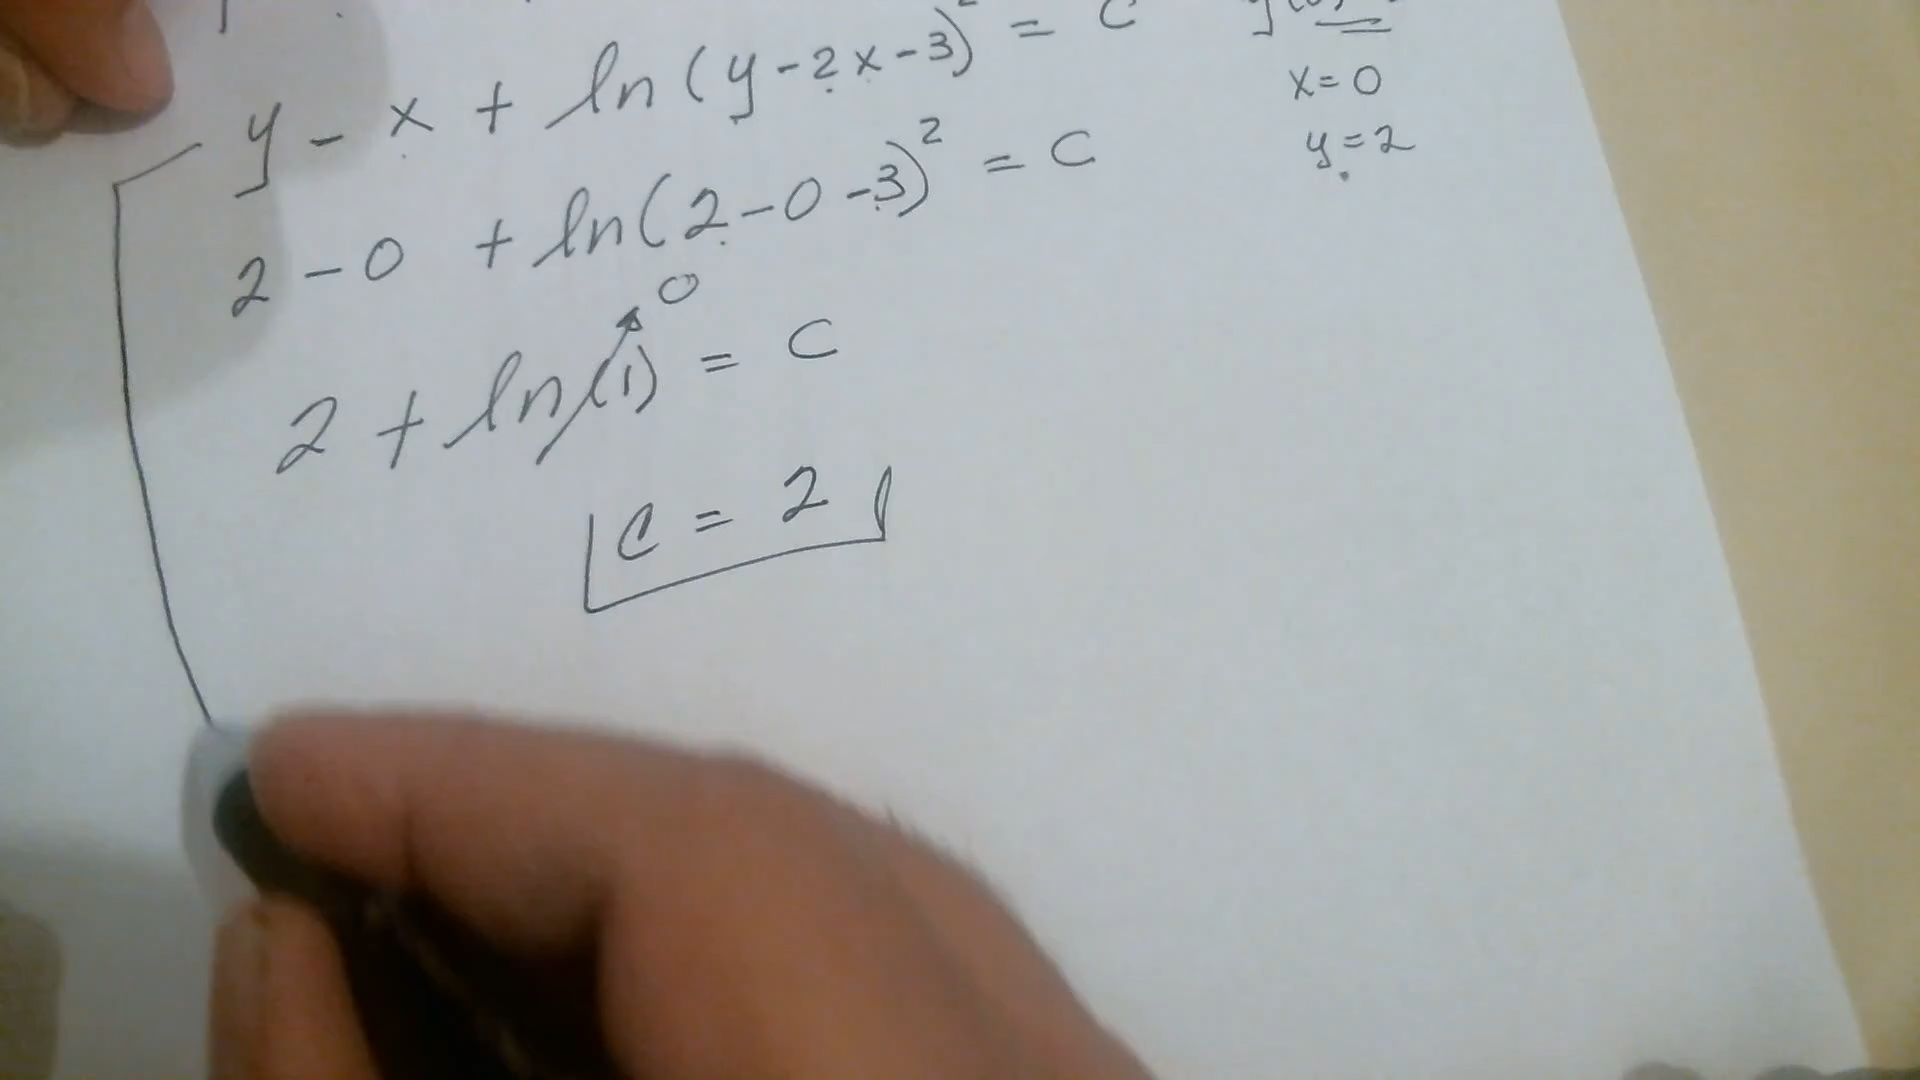 y - x + ln(y-2x-3)² = C
x=0
y=2
2 - 0 + ln(2-0-3)² = C
0
2 + ln(1) = C
C = 2